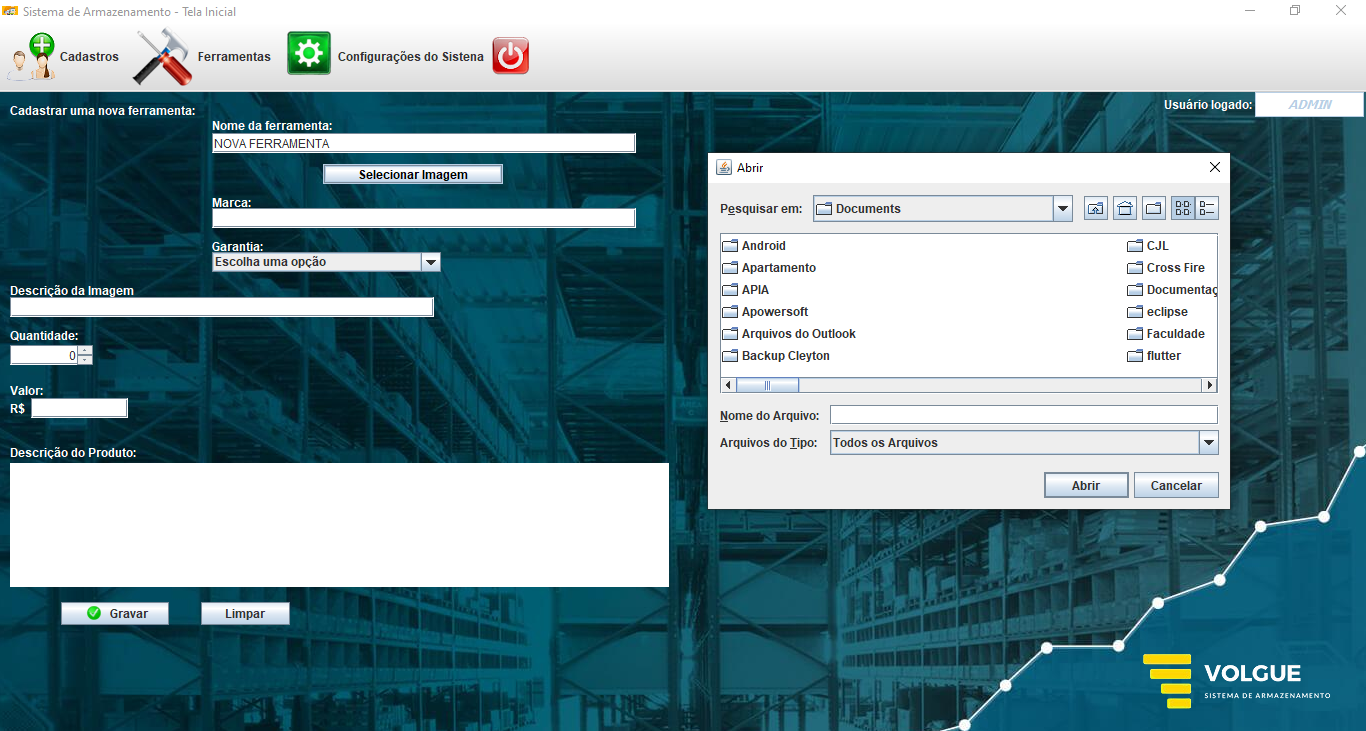 Sistema de Armazenamento - Tela Inicial
Cadastros
Ferramentas
Configurações do Sistena
Cadastrar uma nova ferramenta:
Usuário logado:
ADMIN
Nome da ferramenta:
NOVA FERRAMENTA
Selecionar Imagem
Marca:
Garantia:
Escolha uma opção
Descrição da Imagem
Quantidade:
0
Valor:
R$
Descrição do Produto:
Gravar
Limpar
Abrir
Pesquisar em:
Documents
Android
Apartamento
APIA
Apowersoft
Arquivos do Outlook
Backup Cleyton
CJL
Cross Fire
Documentaç
eclipse
Faculdade
flutter
Nome do Arquivo:
Arquivos do Tipo:
Todos os Arquivos
Abrir
Cancelar
VOLGUE
SISTEMA DE ARMAZENAMENTO